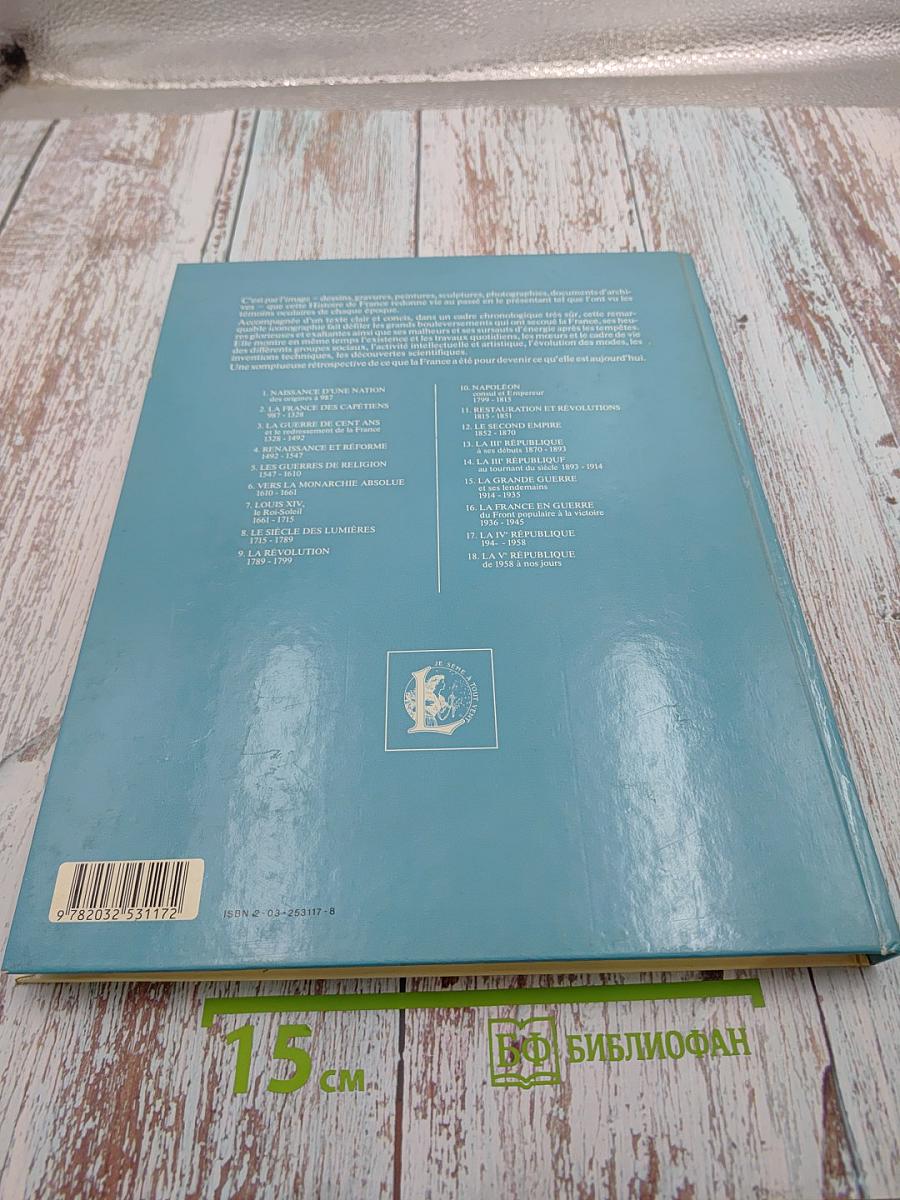 C'est par l'image – dessins, gravures, peintures, sculptures, photographies, documents d'archi-
ves – que cette Histoire de France redonne vie au passé en le présentant tel que l'ont vu les
témoins oculaires de chaque époque.
Accompagnée d'un texte clair et concis, dans un cadre chronologique très sûr, cette remar-
quable iconographie fait défiler les grands bouleversements qui ont secoué la France, ses heu-
res glorieuses et exaltantes ainsi que ses malheurs et ses sursauts d'énergie après les tempêtes.
Elle montre en même temps l'existence et les travaux quotidiens, les mœurs et le cadre de vie
des différents groupes sociaux, l'activité intellectuelle et artistique, l'évolution des modes, les
inventions techniques, les découvertes scientifiques.
Une somptueuse rétrospective de ce que la France a été pour devenir ce qu'elle est aujourd'hui.
1. NAISSANCE D'UNE NATION
des origines à 987
2. LA FRANCE DES CAPÉTIENS
987 - 1328
3. LA GUERRE DE CENT ANS
et le redressement de la France
1328 - 1492
4. RENAISSANCE ET RÉFORME
1492 - 1547
5. LES GUERRES DE RELIGION
1547 - 1610
6. VERS LA MONARCHIE ABSOLUE
1610 - 1661
7. LOUIS XIV,
le Roi-Soleil
1661 - 1715
8. LE SIÈCLE DES LUMIÈRES
1715 - 1789
9. LA RÉVOLUTION
1789 - 1799
10. NAPOLÉON
consul et Empereur
1799 - 1815
11. RESTAURATION ET RÉVOLUTIONS
1815 - 1851
12. LE SECOND EMPIRE
1852 - 1870
13. LA IIIᵉ RÉPUBLIQUE
à ses débuts 1870 - 1893
14. LA IIIᵉ RÉPUBLIQUE
au tournant du siècle 1893 - 1914
15. LA GRANDE GUERRE
et ses lendemains
1914 - 1935
16. LA FRANCE EN GUERRE
du Front populaire à la victoire
1936 - 1945
17. LA IVᵉ RÉPUBLIQUE
194- - 1958
18. LA Vᵉ RÉPUBLIQUE
de 1958 à nos jours
JE SÈME À TOUT VENT
L
9 782032 531172
ISBN 2-03-253117-8
15 см
БФ БИБЛИОФАН